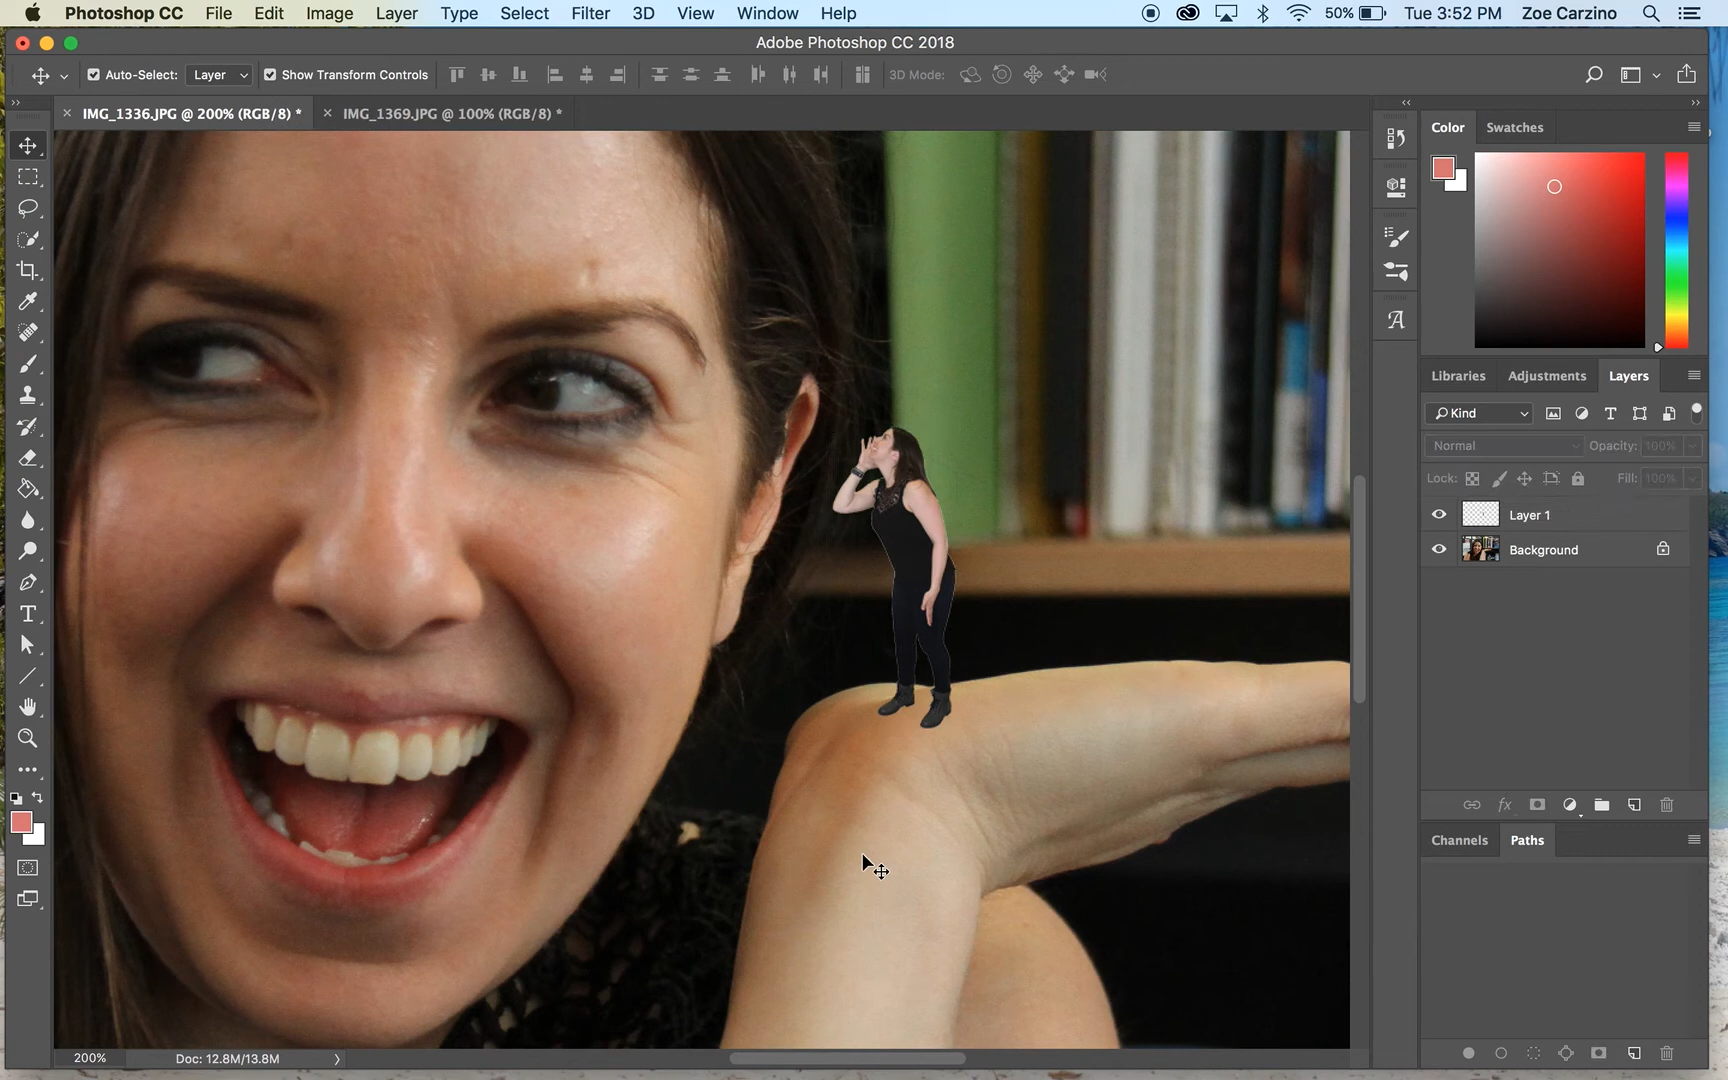 Photoshop CC File Edit Image Layer Type Select Filter 3D View Window Help 50% Tue 3:52 PM Zoe Carzino
Adobe Photoshop CC 2018
Auto-Select: Layer Show Transform Controls 3D Mode:
IMG_1336.JPG @ 200% (RGB/8) * IMG_1369.JPG @ 100% (RGB/8) *
Color Swatches
Libraries Adjustments Layers
Kind
Normal Opacity: 100%
Lock: Fill: 100%
Layer 1
Background
Channels Paths
200% Doc: 12.8M/13.8M